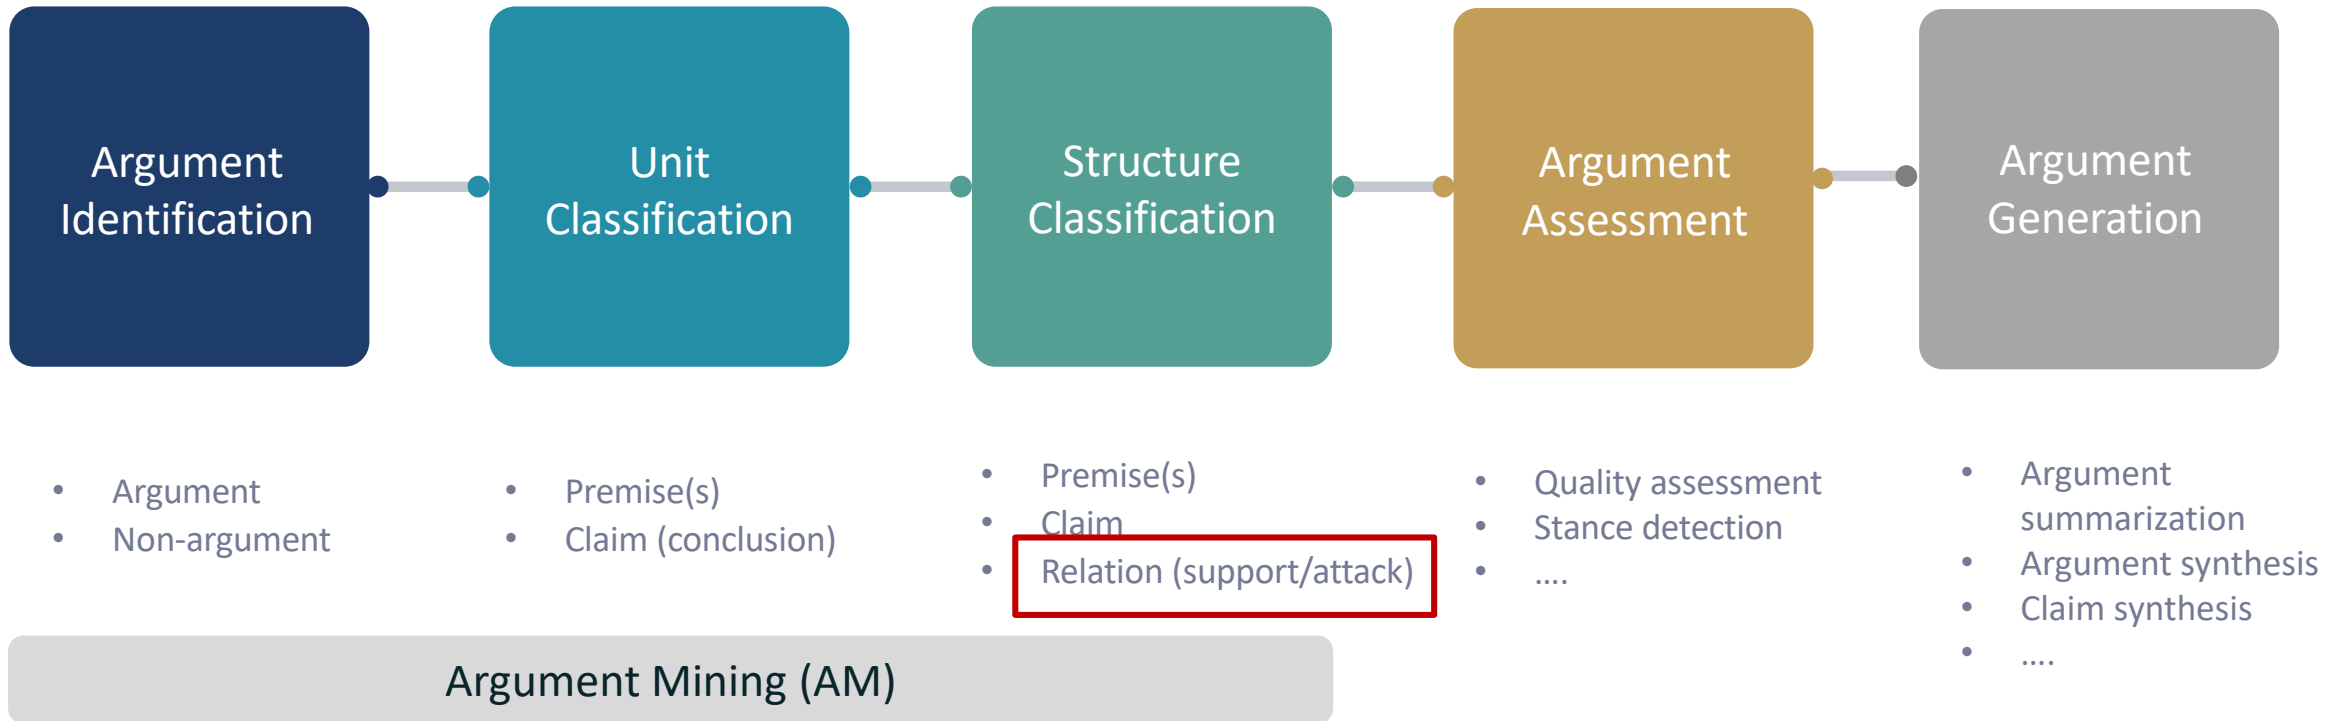 Argument
Identification
Unit
Classification
Structure
Classification
Argument
Assessment
Argument
Generation
• Argument
• Non-argument
• Premise(s)
• Claim (conclusion)
• Premise(s)
• Claim
• Relation (support/attack)
• Quality assessment
• Stance detection
• ....
• Argument
summarization
• Argument synthesis
• Claim synthesis
• ....
Argument Mining (AM)